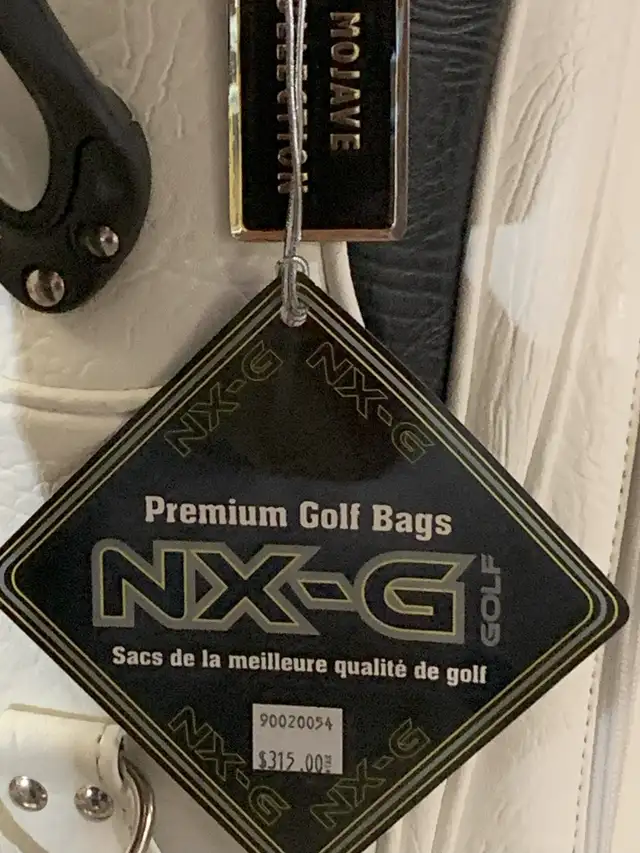 MOJAVE
COLLECTION
NX-G
NX-G
Premium Golf Bags
NX-G GOLF
Sacs de la meilleure qualité de golf
90020054
$315.00
NX-G
NX-G